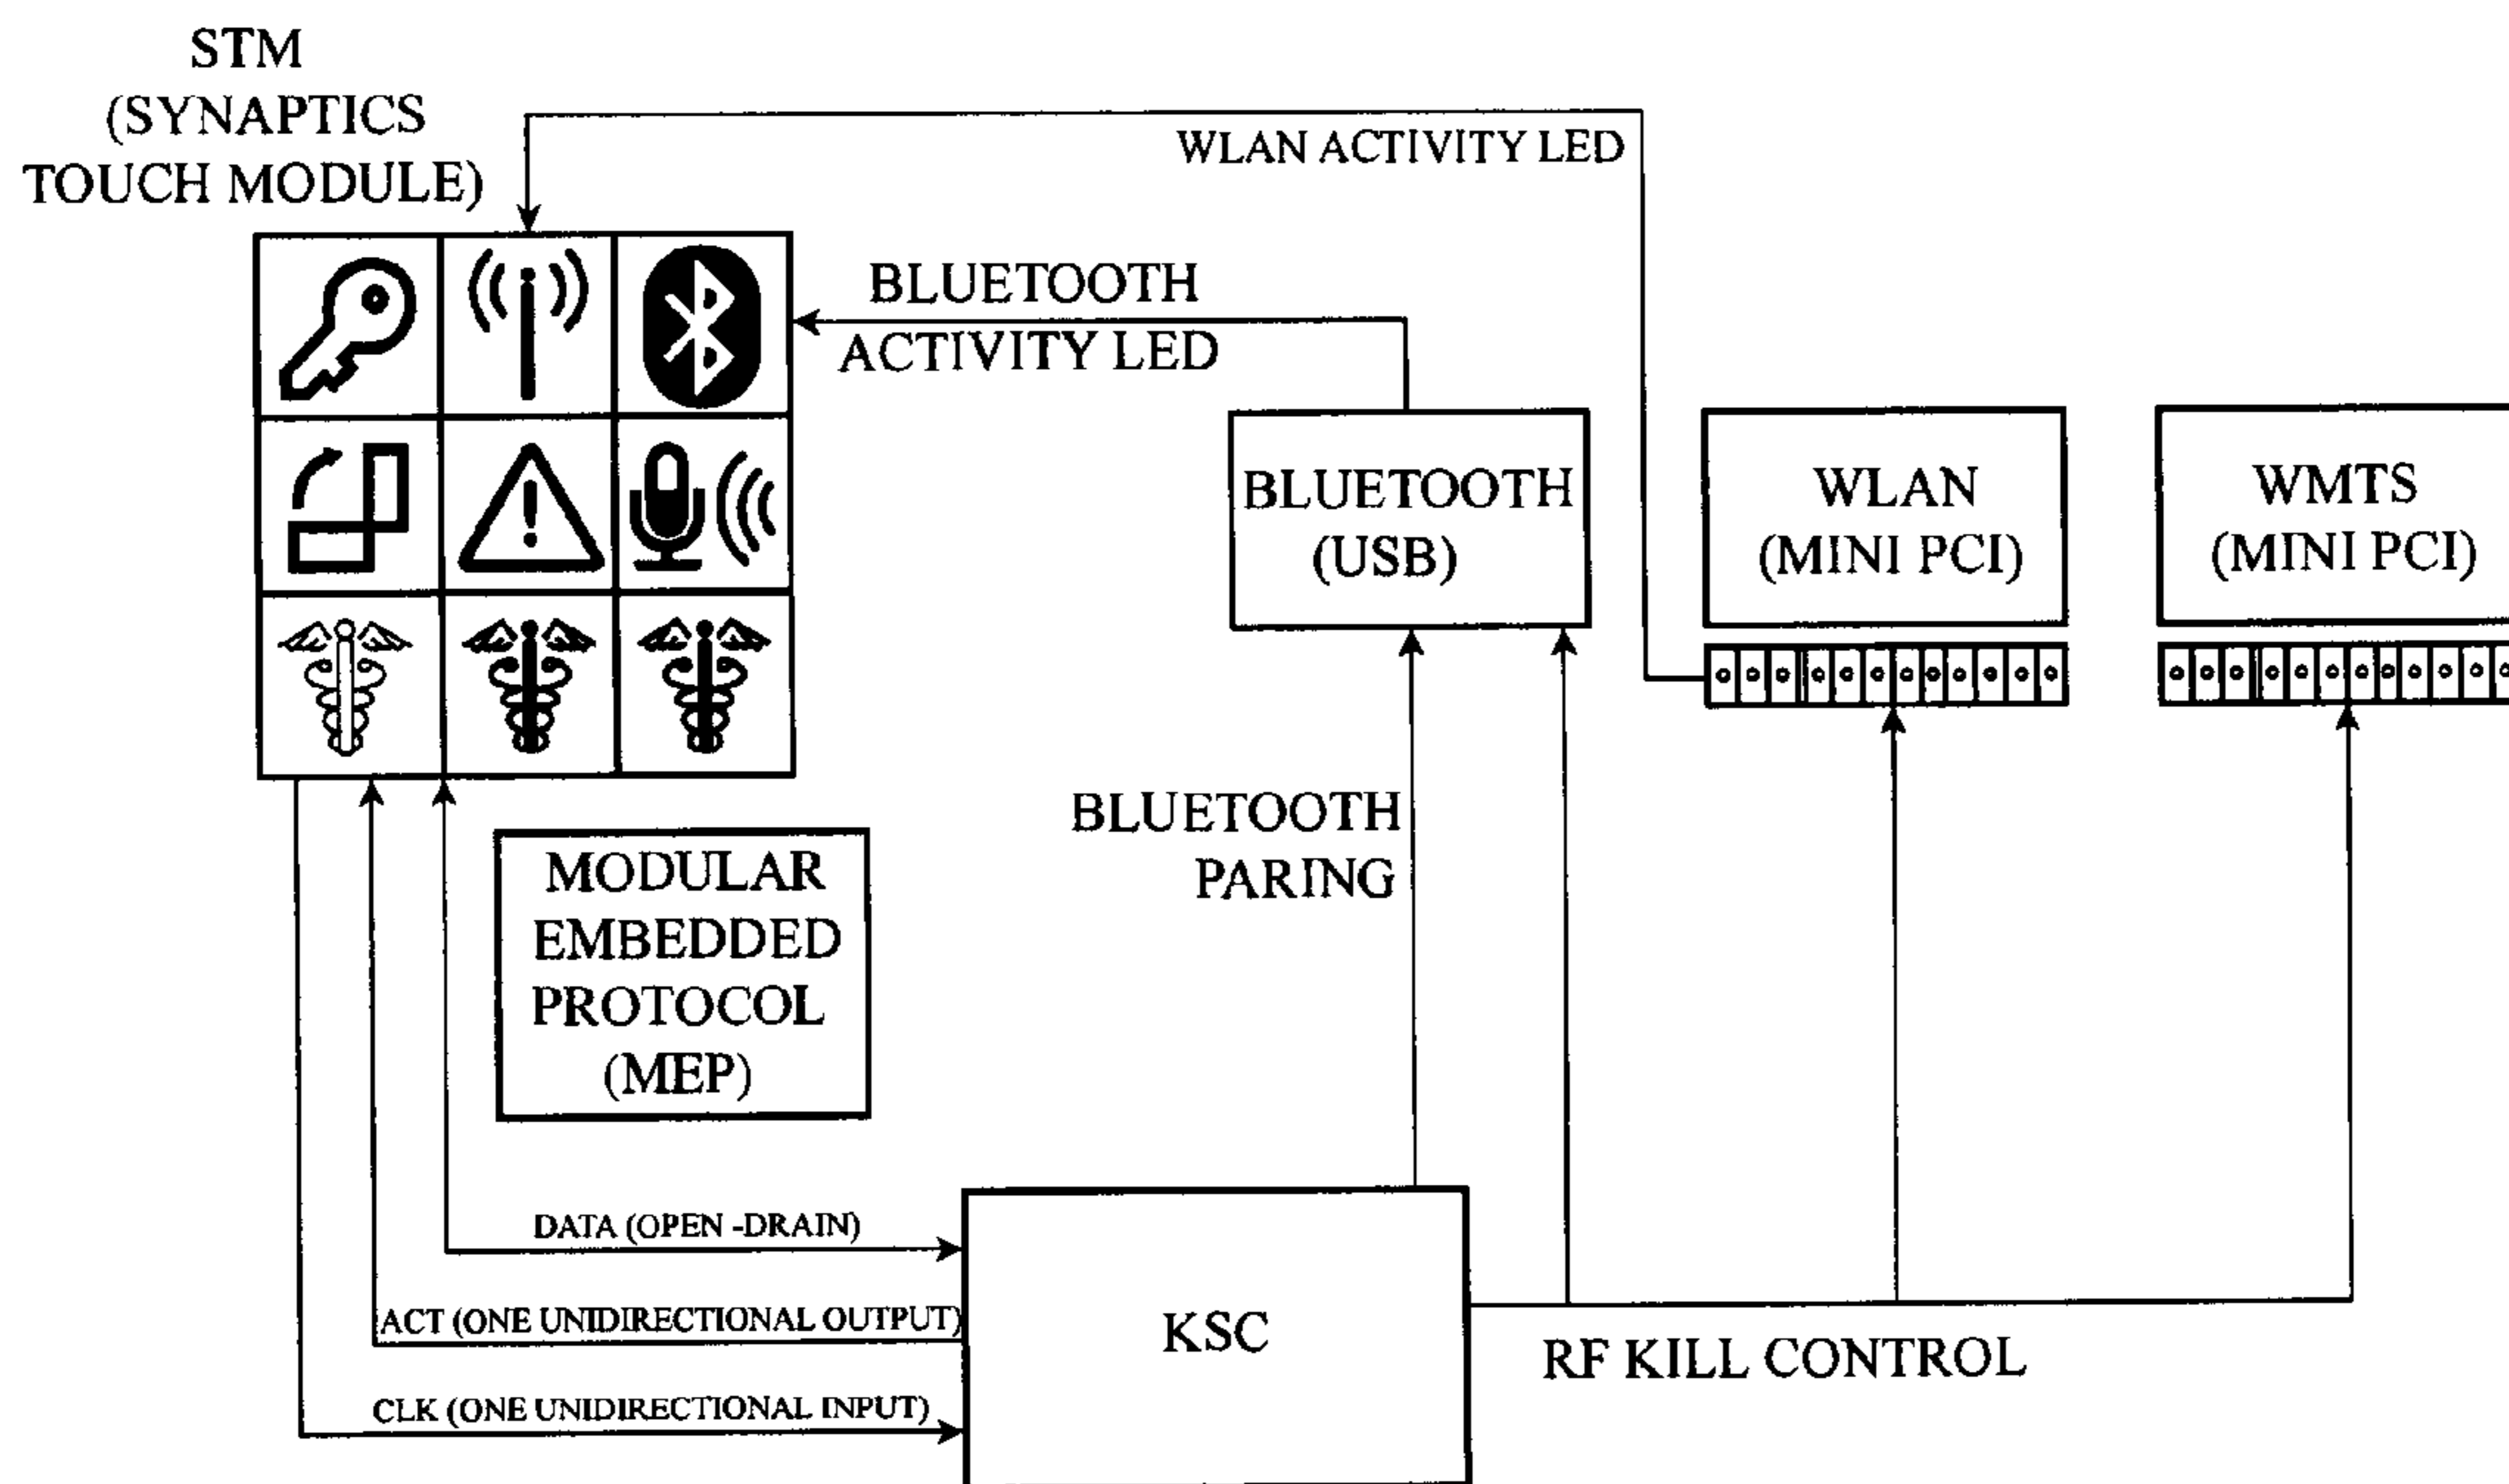 STM
(SYNAPTICS
TOUCH MODULE)
WLAN ACTIVITY LED
BLUETOOTH
ACTIVITY LED
BLUETOOTH
(USB)
WLAN
(MINI PCI)
WMTS
(MINI PCI)
MODULAR
EMBEDDED
PROTOCOL
(MEP)
BLUETOOTH
PARING
DATA (OPEN -DRAIN)
ACT (ONE UNIDIRECTIONAL OUTPUT)
CLK (ONE UNIDIRECTIONAL INPUT)
KSC
RF KILL CONTROL